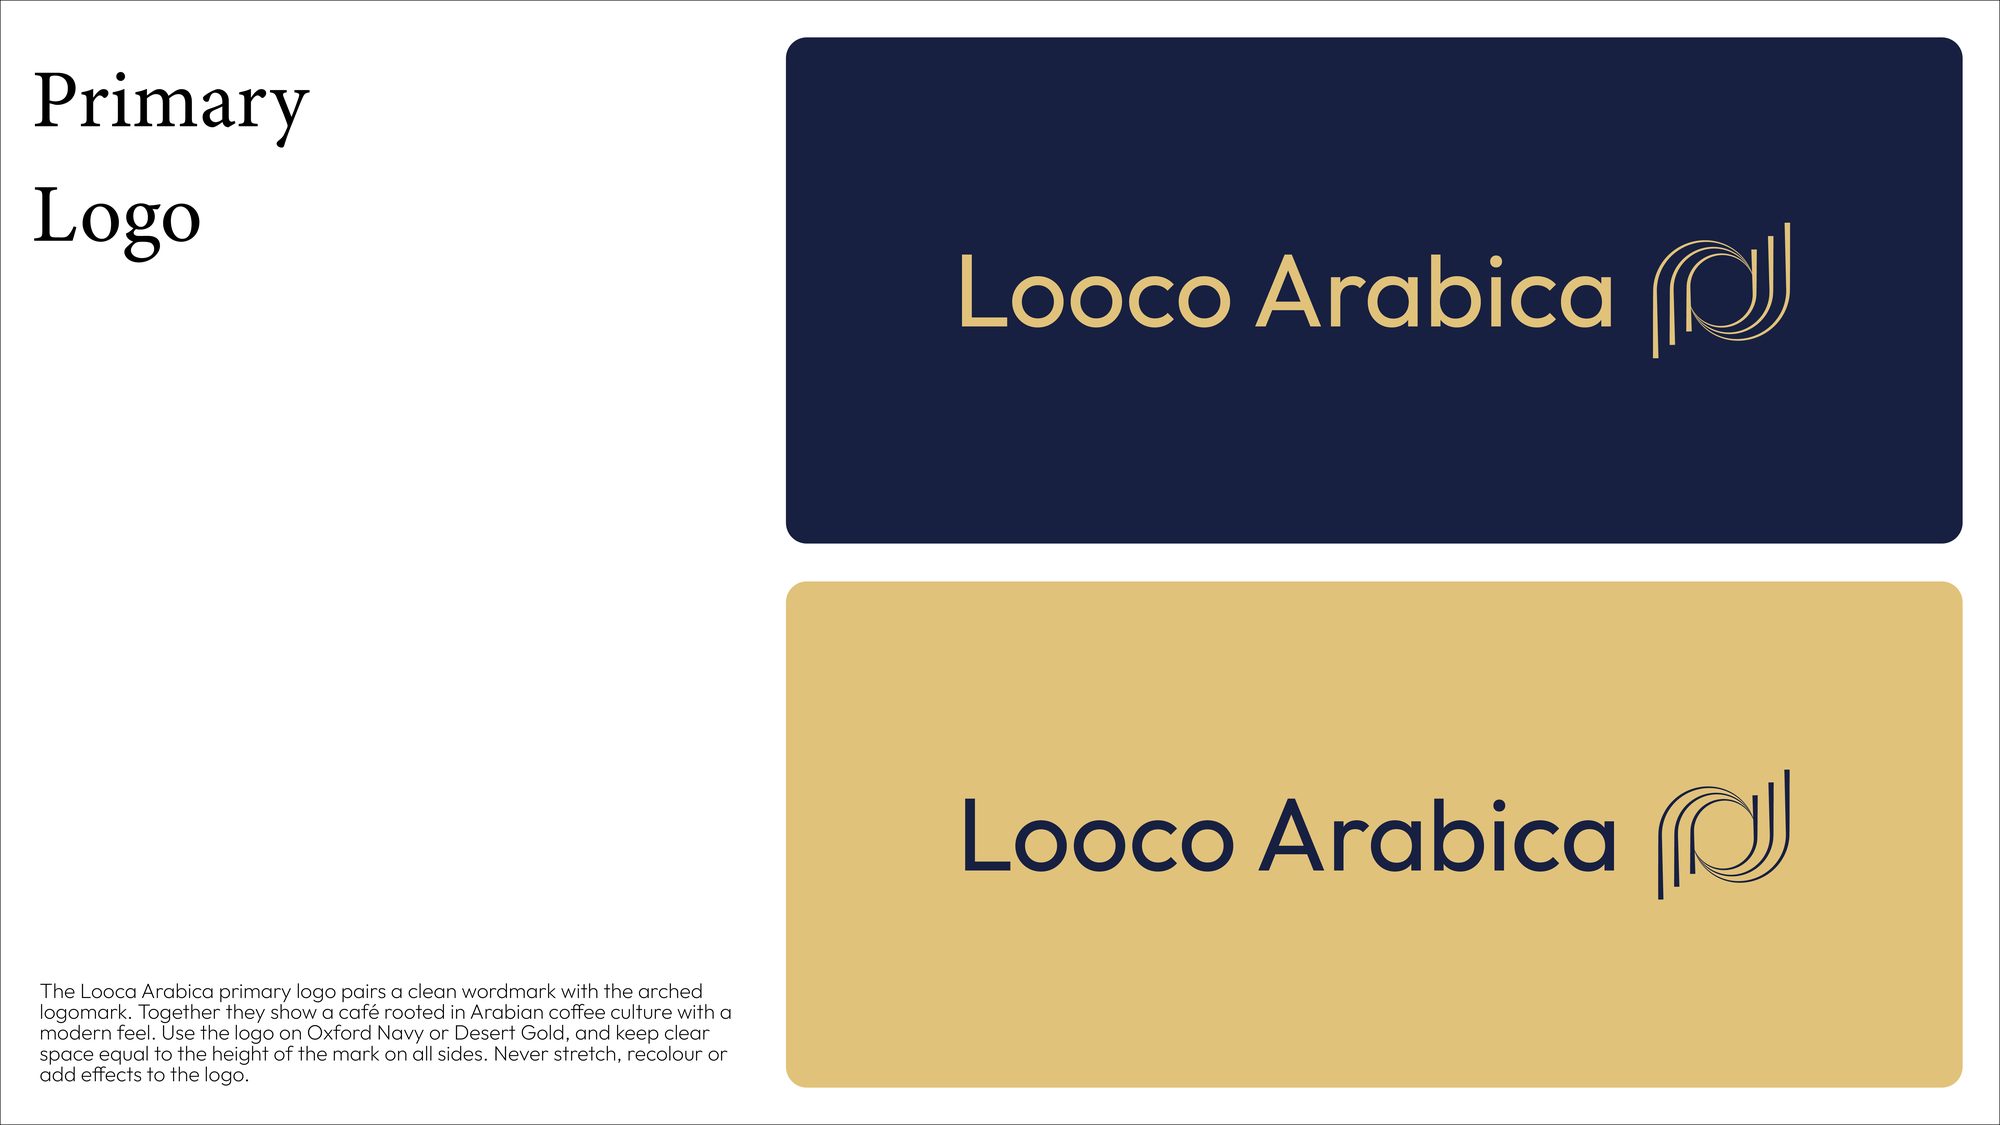 Primary
Logo
Looco Arabica
Looco Arabica
The Looca Arabica primary logo pairs a clean wordmark with the arched
logomark. Together they show a café rooted in Arabian coffee culture with a
modern feel. Use the logo on Oxford Navy or Desert Gold, and keep clear
space equal to the height of the mark on all sides. Never stretch, recolour or
add effects to the logo.